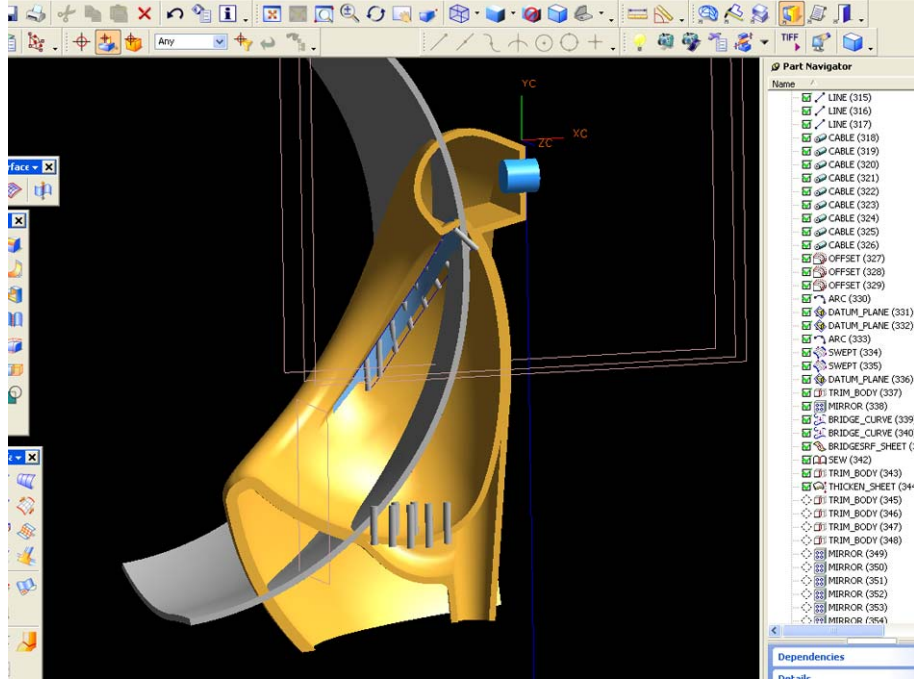 TIFF
Any
Part Navigator
Name
YC
XC
ZC
rface
LINE (315)
LINE (316)
LINE (317)
CABLE (318)
CABLE (319)
CABLE (320)
CABLE (321)
CABLE (322)
CABLE (323)
CABLE (324)
CABLE (325)
CABLE (326)
OFFSET (327)
OFFSET (328)
OFFSET (329)
ARC (330)
DATUM_PLANE (331)
DATUM_PLANE (332)
ARC (333)
SWEPT (334)
SWEPT (335)
DATUM_PLANE (336)
TRIM_BODY (337)
MIRROR (338)
BRIDGE_CURVE (339
BRIDGE_CURVE (340
BRIDGESRF_SHEET (3
SEW (342)
TRIM_BODY (343)
THICKEN_SHEET (344
TRIM_BODY (345)
TRIM_BODY (346)
TRIM_BODY (347)
TRIM_BODY (348)
MIRROR (349)
MIRROR (350)
MIRROR (351)
MIRROR (352)
MIRROR (353)
MIRROR (354)
Dependencies
Details